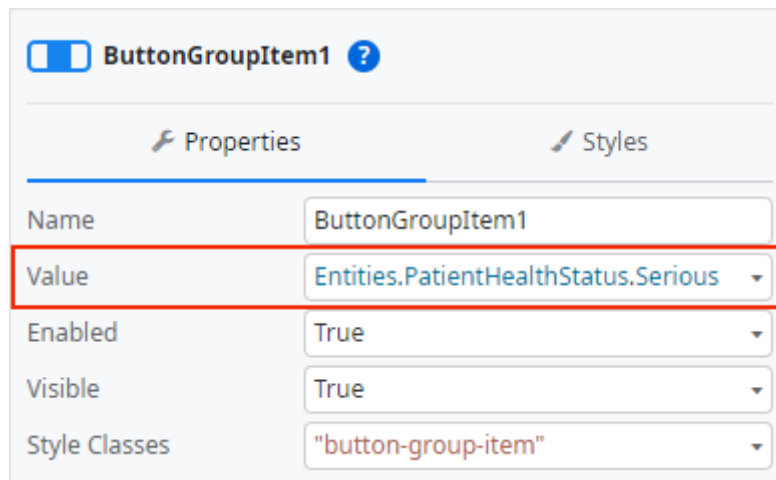 ButtonGroupItem1 ?
Properties Styles
Name ButtonGroupItem1
Value Entities.PatientHealthStatus.Serious
Enabled True
Visible True
Style Classes "button-group-item"